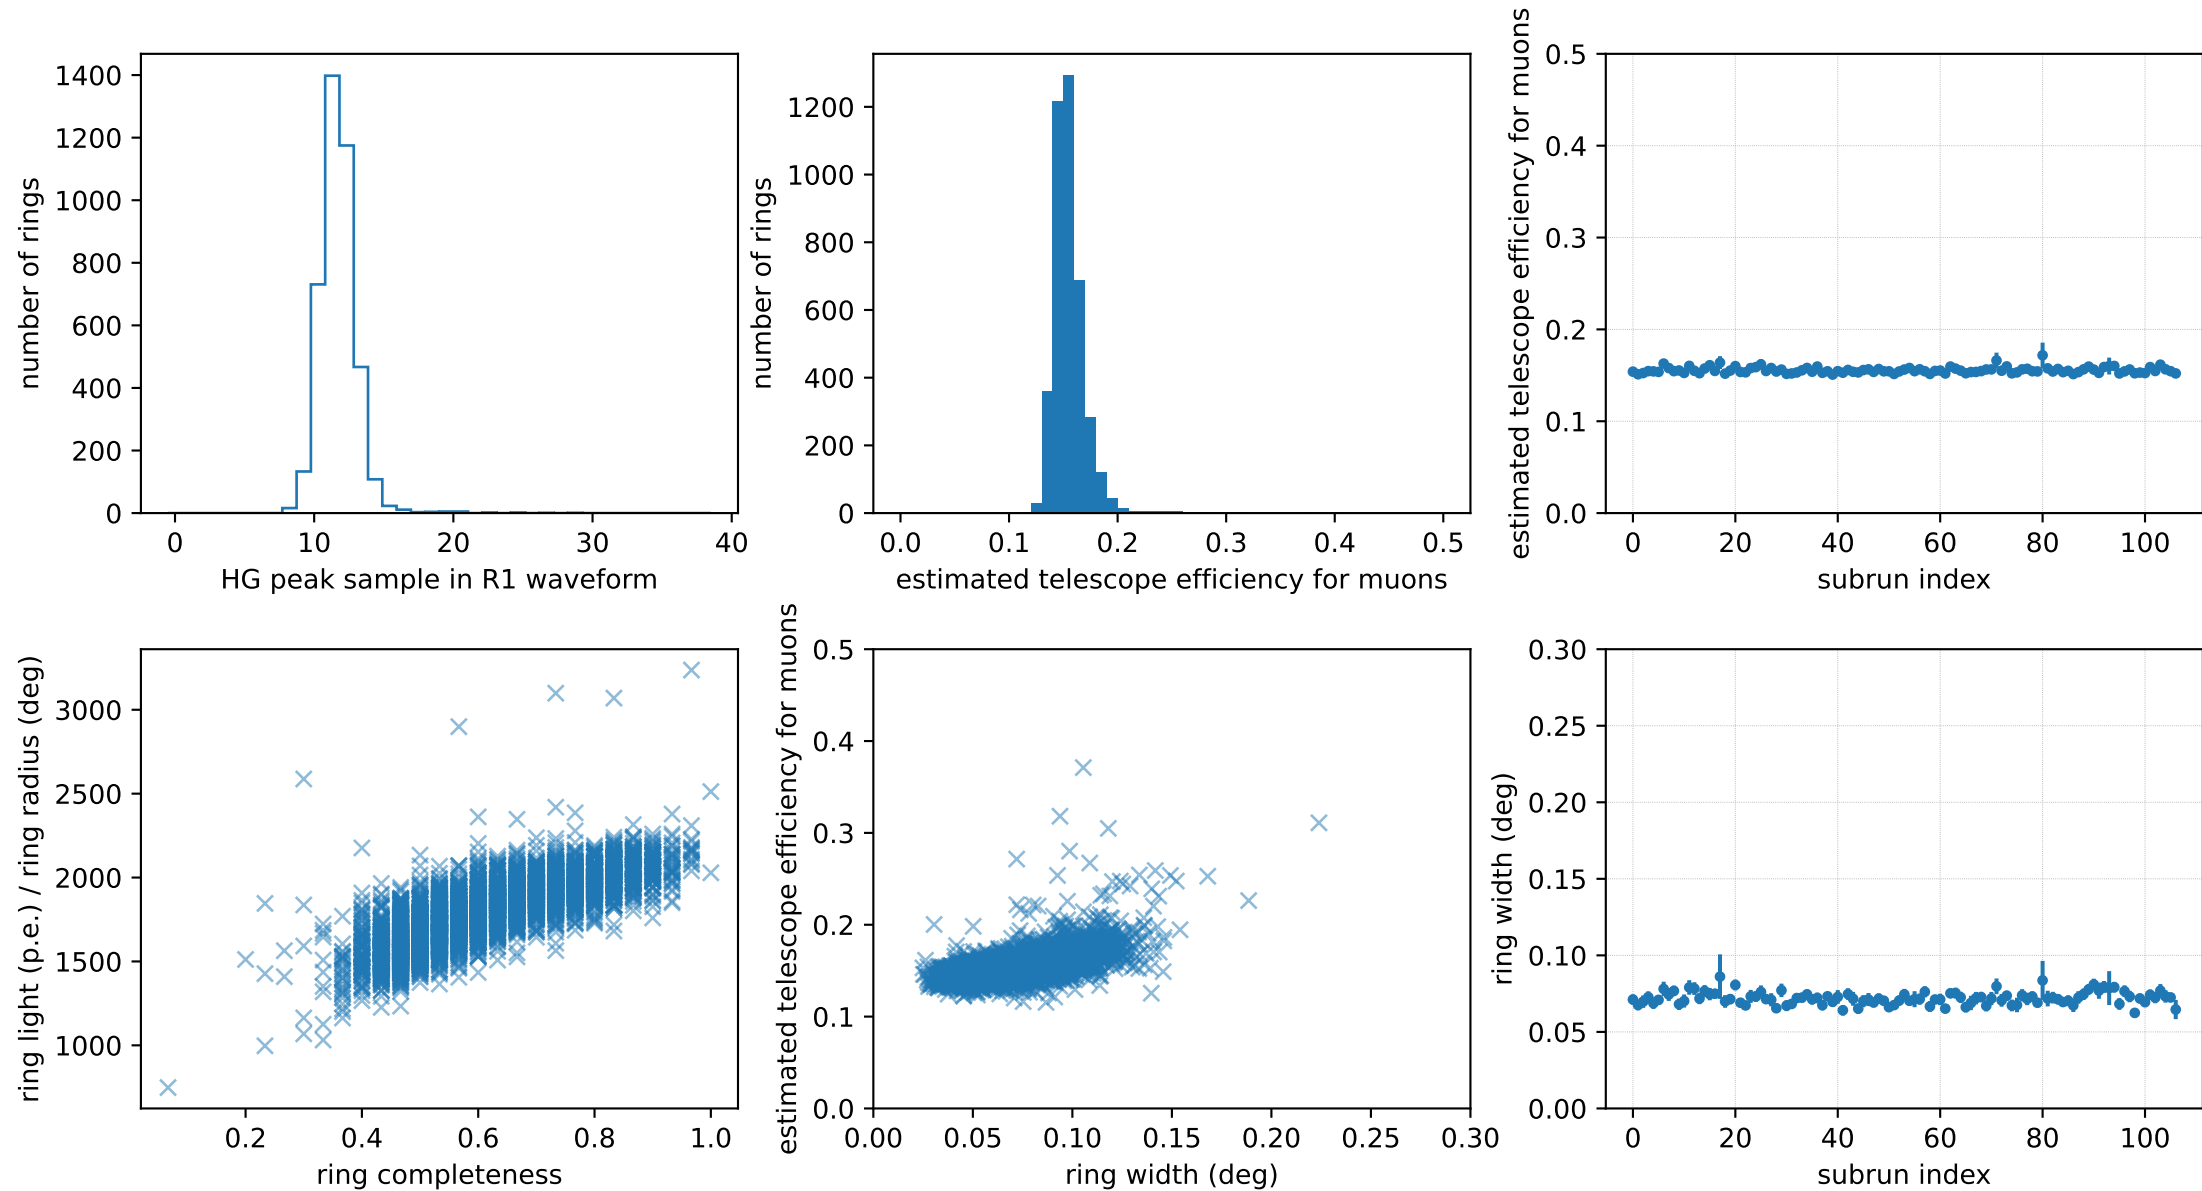 number of rings
1400
1200
1000
800
600
400
200
0
0 10 20 30 40
HG peak sample in R1 waveform
number of rings
1200
1000
800
600
400
200
0
0.0 0.1 0.2 0.3 0.4 0.5
estimated telescope efficiency for muons
estimated telescope efficiency for muons
0.5
0.4
0.3
0.2
0.1
0.0
0 20 40 60 80 100
subrun index
ring light (p.e.) / ring radius (deg)
3000
2500
2000
1500
1000
0.2 0.4 0.6 0.8 1.0
ring completeness
estimated telescope efficiency for muons
0.5
0.4
0.3
0.2
0.1
0.0
0.00 0.05 0.10 0.15 0.20 0.25 0.30
ring width (deg)
ring width (deg)
0.30
0.25
0.20
0.15
0.10
0.05
0.00
0 20 40 60 80 100
subrun index